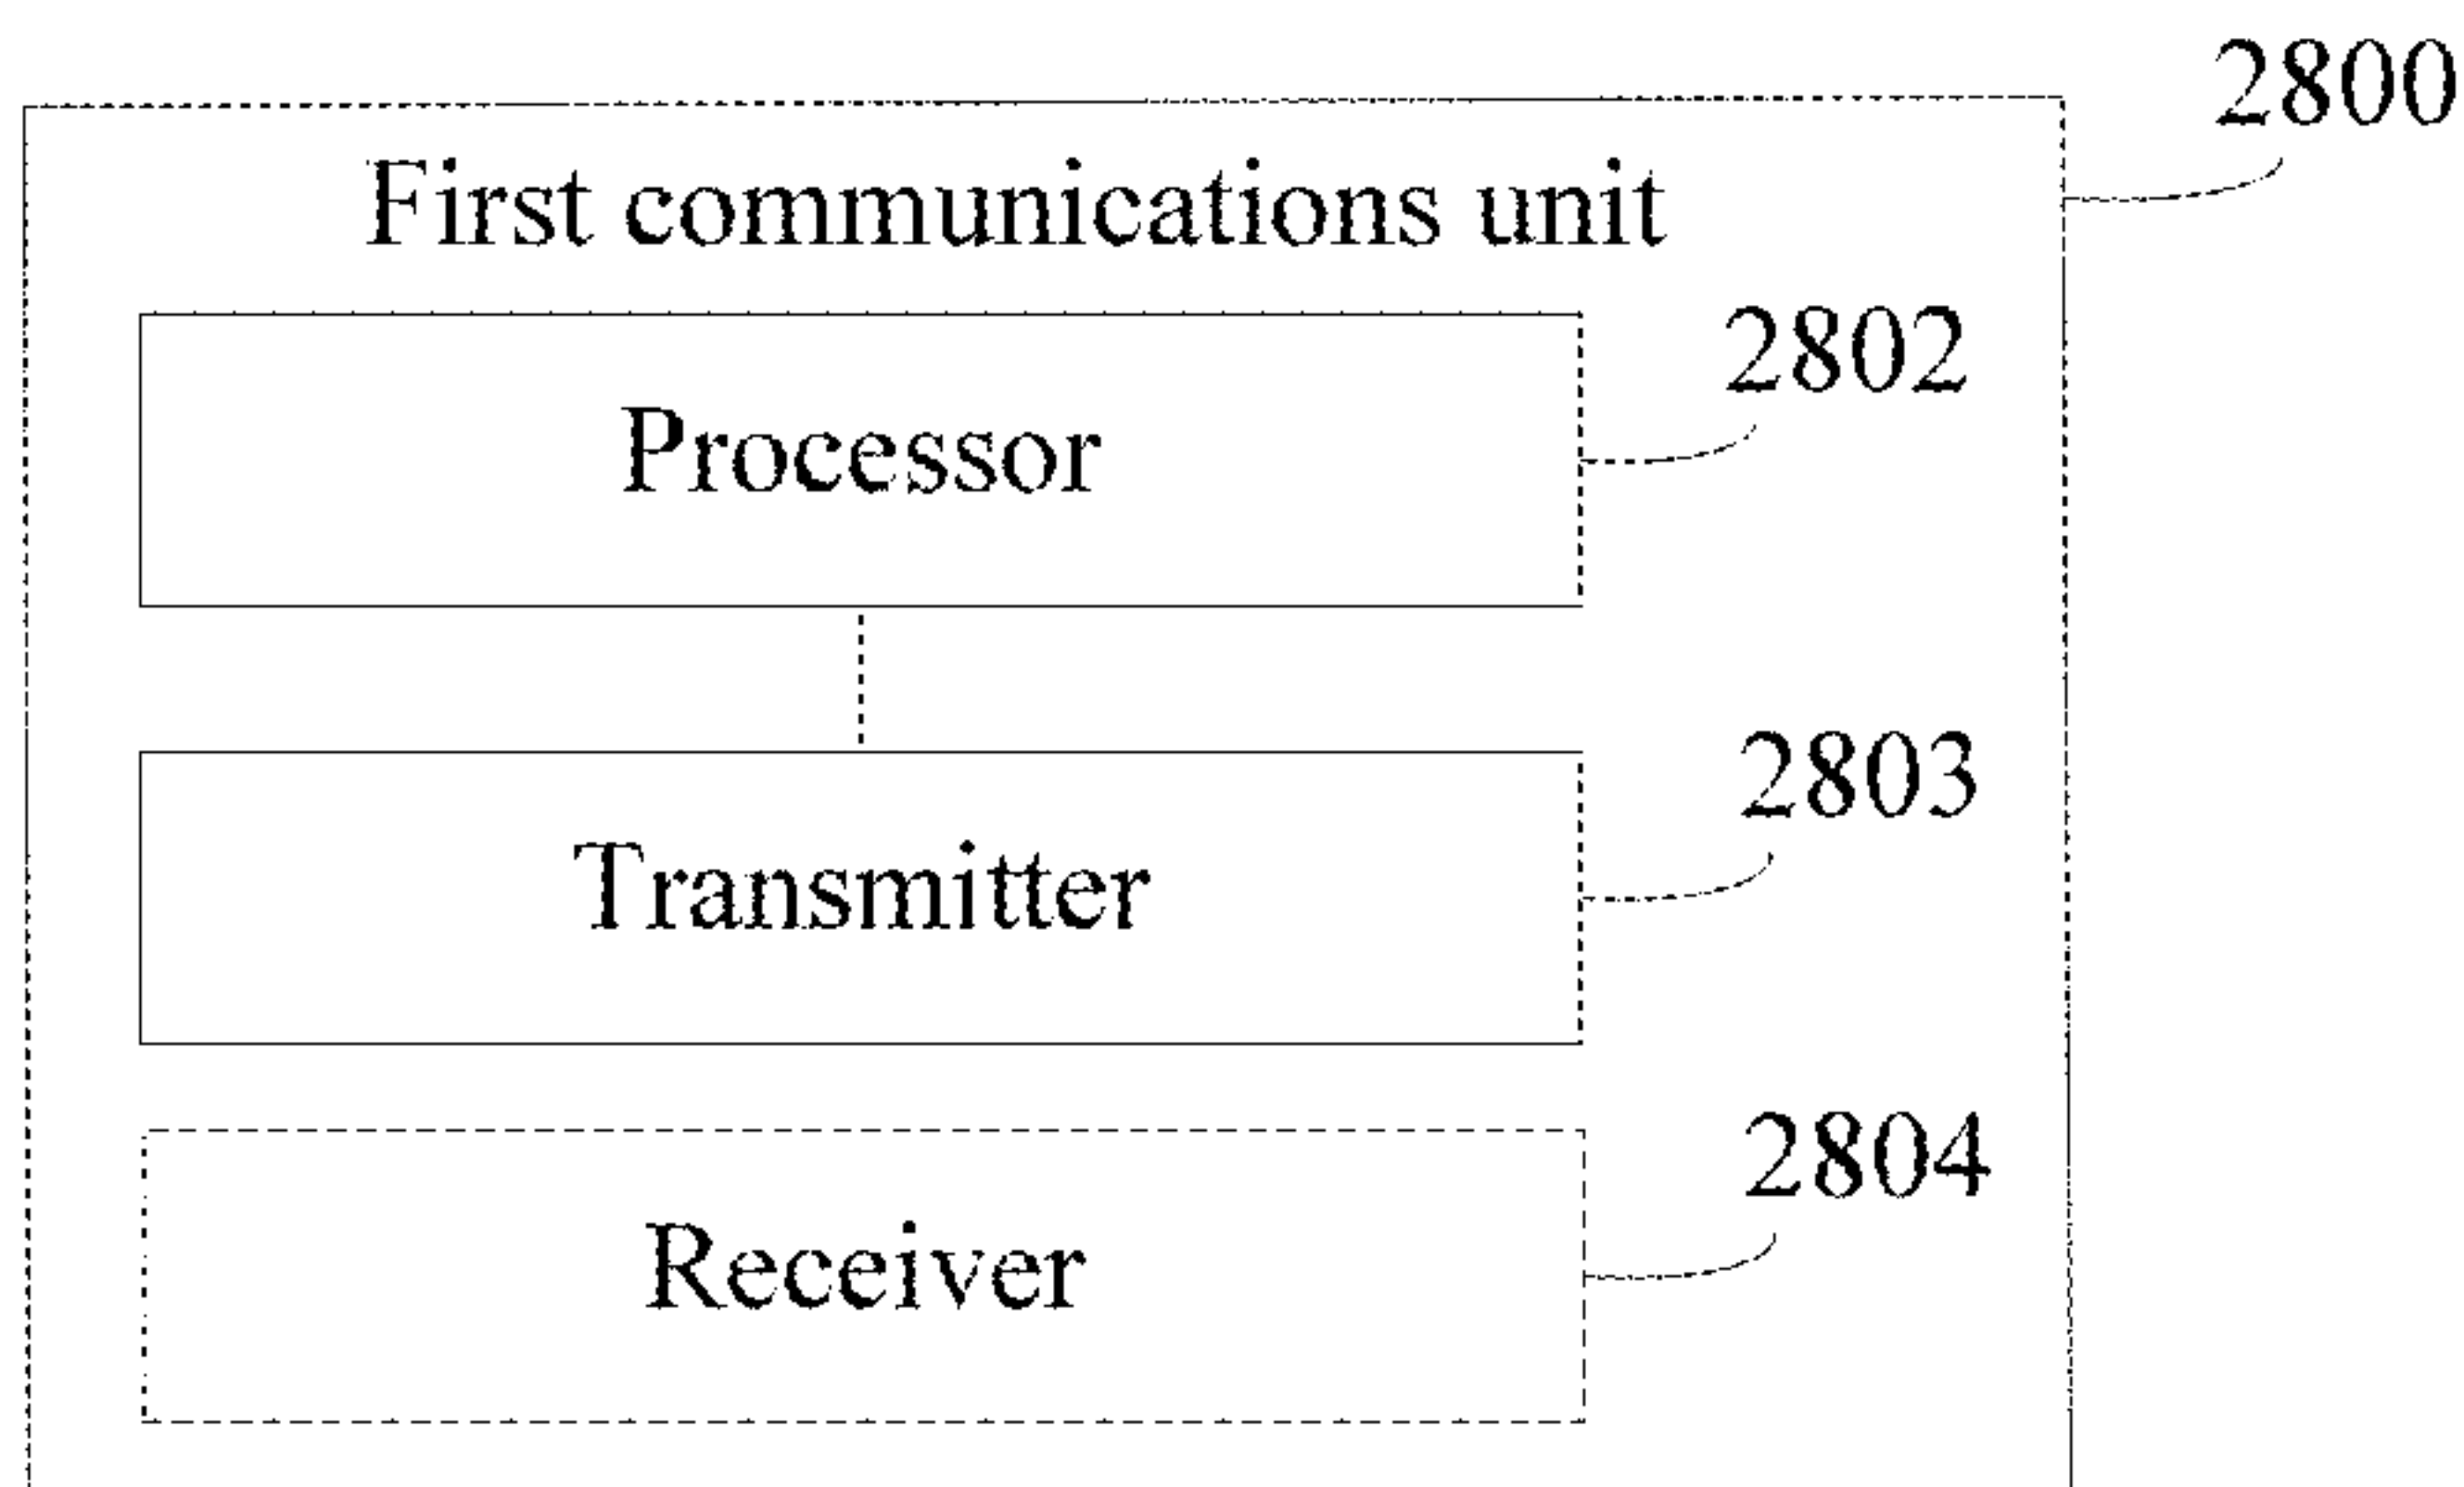 2800
First communications unit
2802
Processor
2803
Transmitter
2804
Receiver